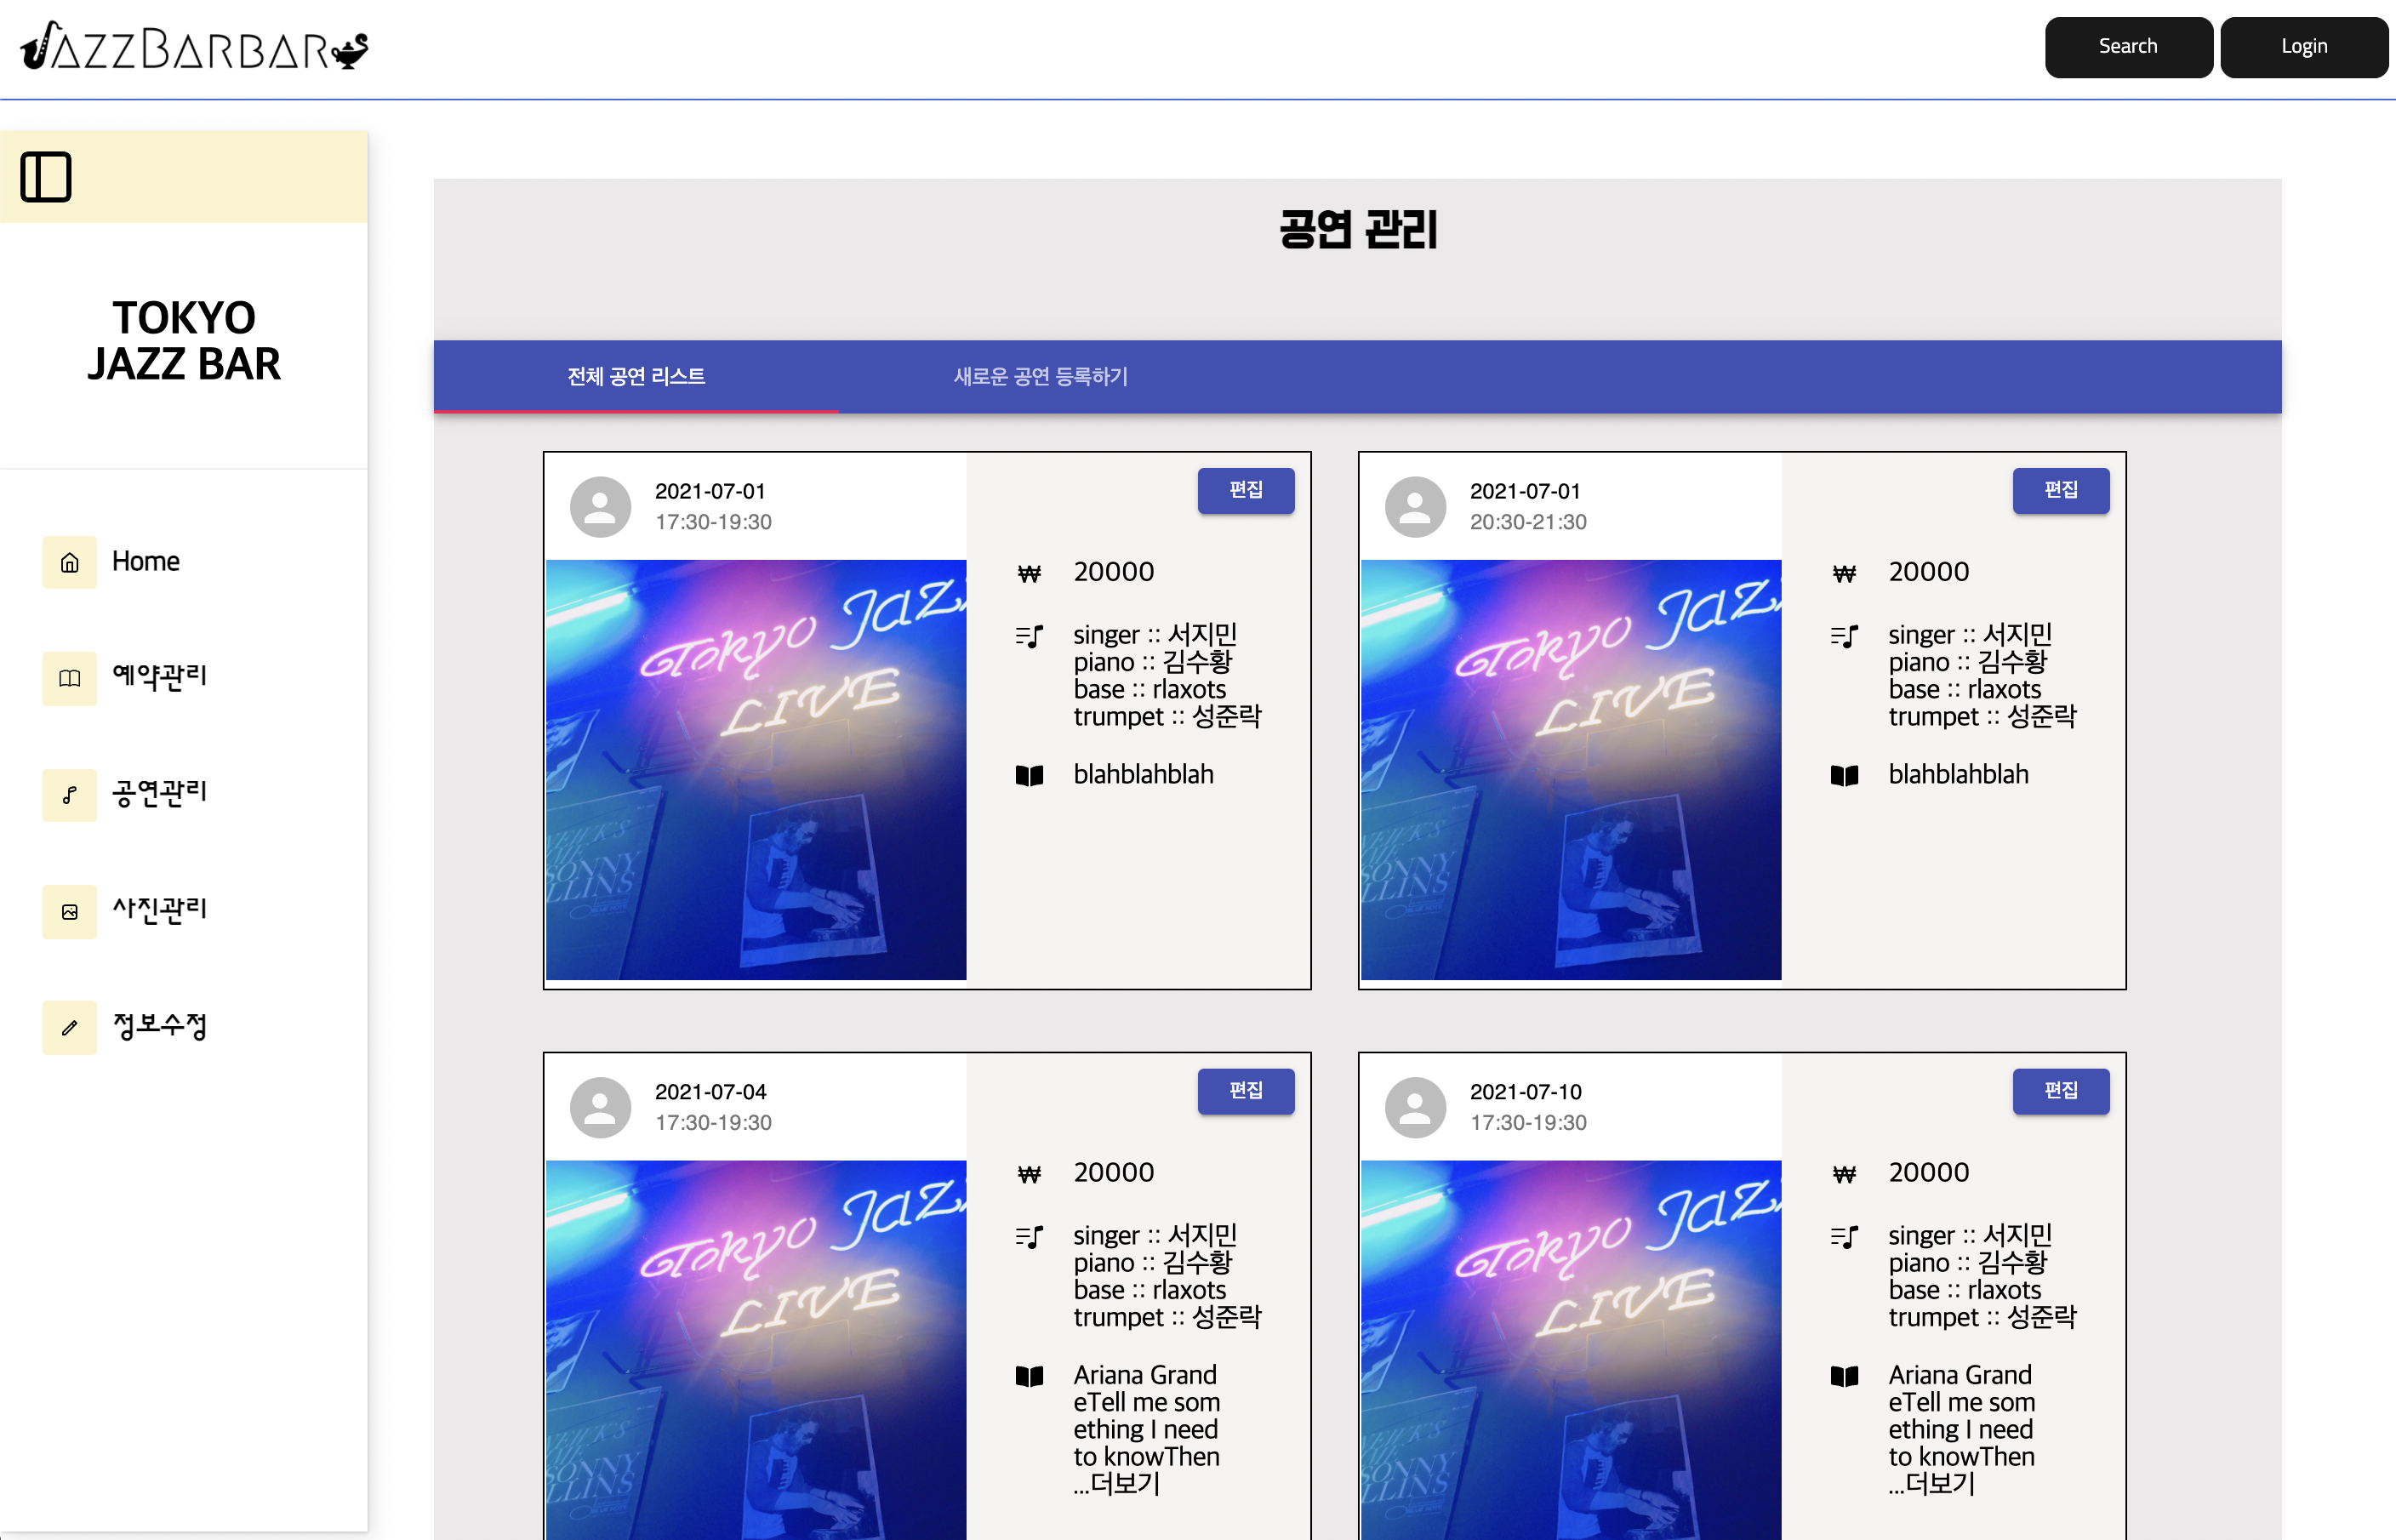 JAZZBARBAR
Search
Login
TOKYO
JAZZ BAR
Home
예약관리
공연관리
사진관리
정보수정
공연 관리
전체 공연 리스트
새로운 공연 등록하기
2021-07-01
17:30-19:30
TOKYO JAZZ
LIVE
SONNY
편집
₩ 20000
singer :: 서지민
piano :: 김수황
base :: rlaxots
trumpet :: 성준락
blahblahblah
2021-07-01
20:30-21:30
TOKYO JAZZ
LIVE
SONNY
편집
₩ 20000
singer :: 서지민
piano :: 김수황
base :: rlaxots
trumpet :: 성준락
blahblahblah
2021-07-04
17:30-19:30
TOKYO JAZZ
LIVE
SONNY
편집
₩ 20000
singer :: 서지민
piano :: 김수황
base :: rlaxots
trumpet :: 성준락
Ariana Grand
eTell me som
ething I need
to knowThen
...더보기
2021-07-10
17:30-19:30
TOKYO JAZZ
LIVE
SONNY
편집
₩ 20000
singer :: 서지민
piano :: 김수황
base :: rlaxots
trumpet :: 성준락
Ariana Grand
eTell me som
ething I need
to knowThen
...더보기